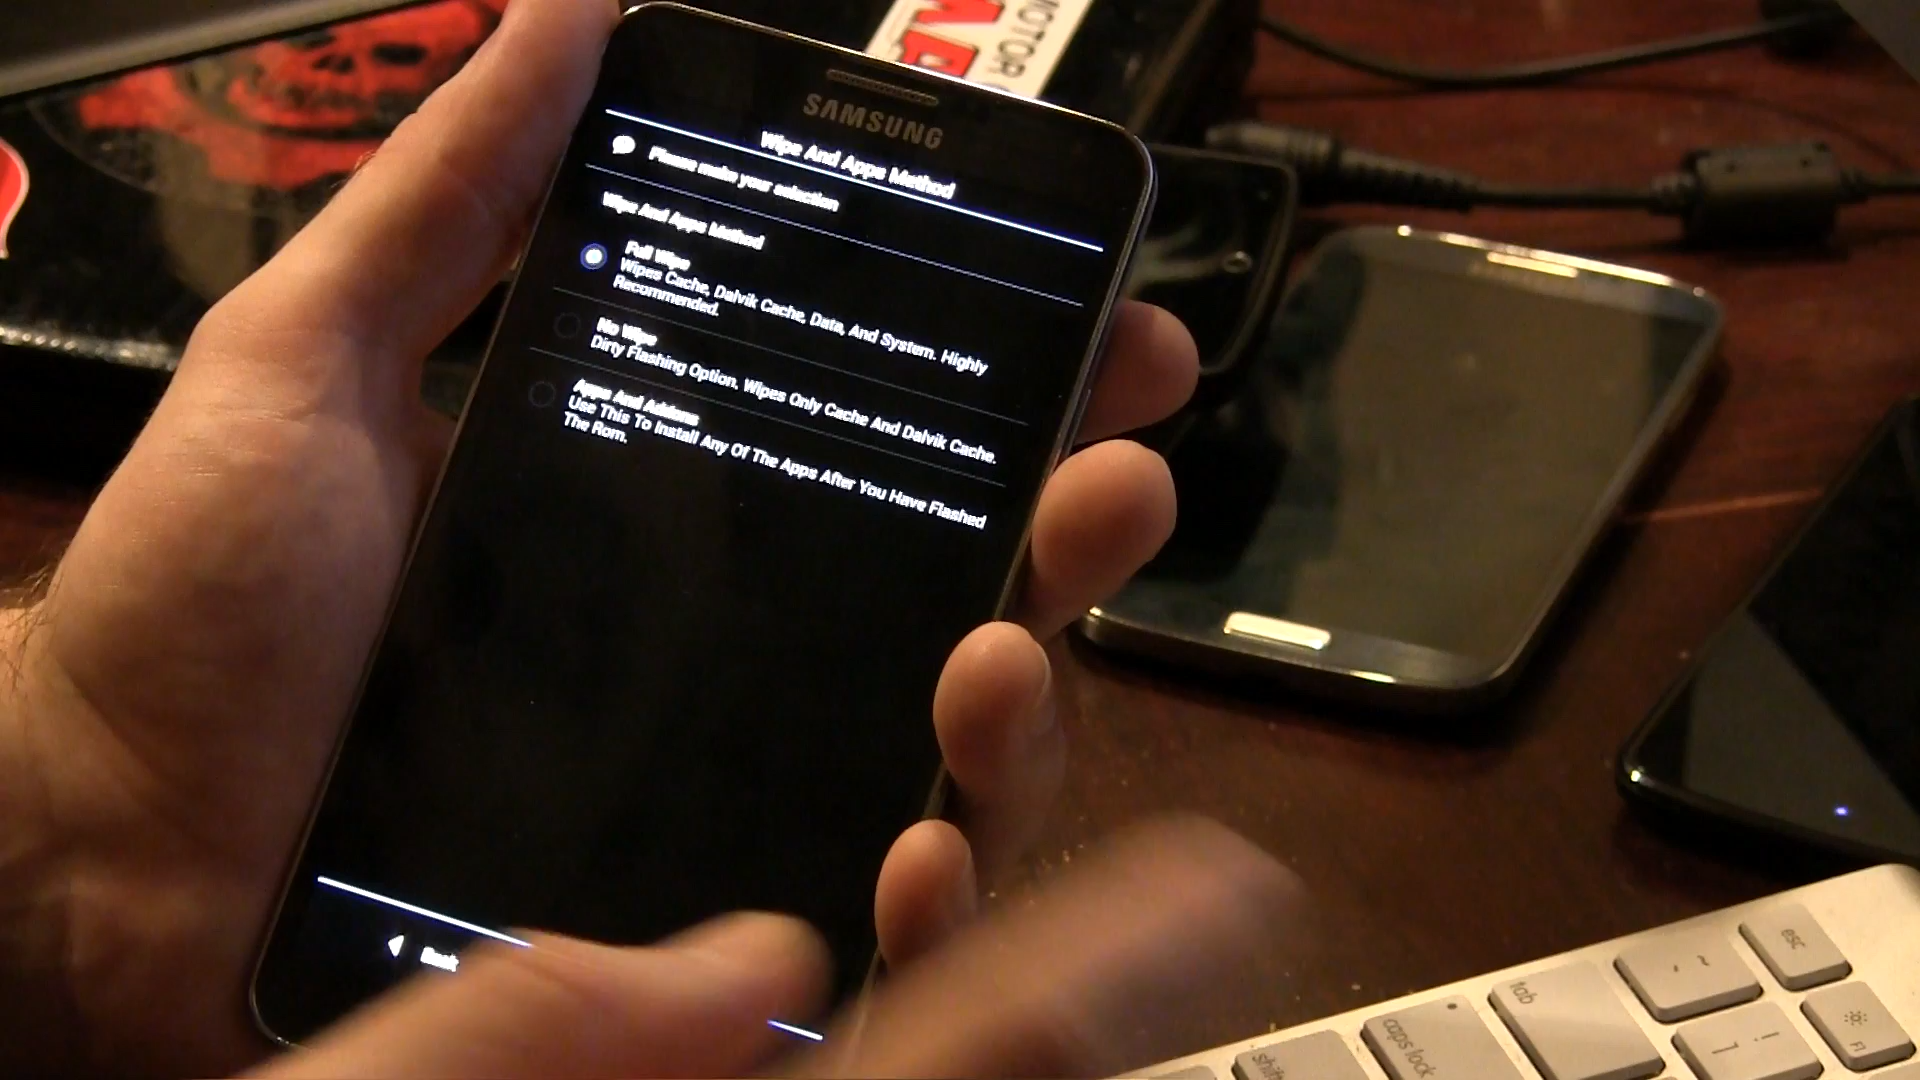 MOTOR
SAMSUNG
Wipe And Apps Method
Please make your selection
Wipe And Apps Method
Full Wipe
Wipes Cache, Dalvik Cache, Data, And System. Highly
Recommended.
No Wipe
Dirty Flashing Option. Wipes Only Cache And Dalvik Cache.
Apps And Addons
Use This To Install Any Of The Apps After You Have Flashed
The Rom.
Back
esc
~
tab
F1
!
1
caps lock
shift